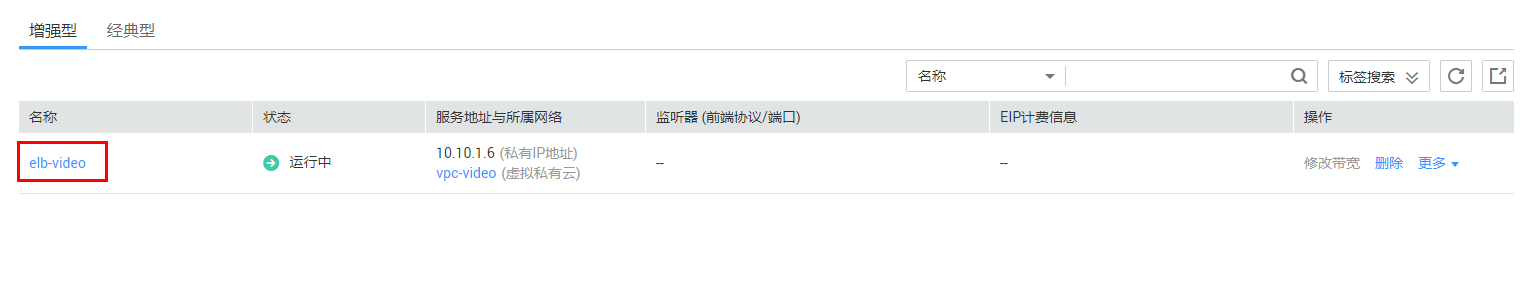 增强型 经典型
名称 标签搜索
名称 状态 服务地址与所属网络 监听器 (前端协议/端口) EIP计费信息 操作
elb-video 运行中 10.10.1.6 (私有IP地址) -- -- 修改带宽 删除 更多
vpc-video (虚拟私有云)